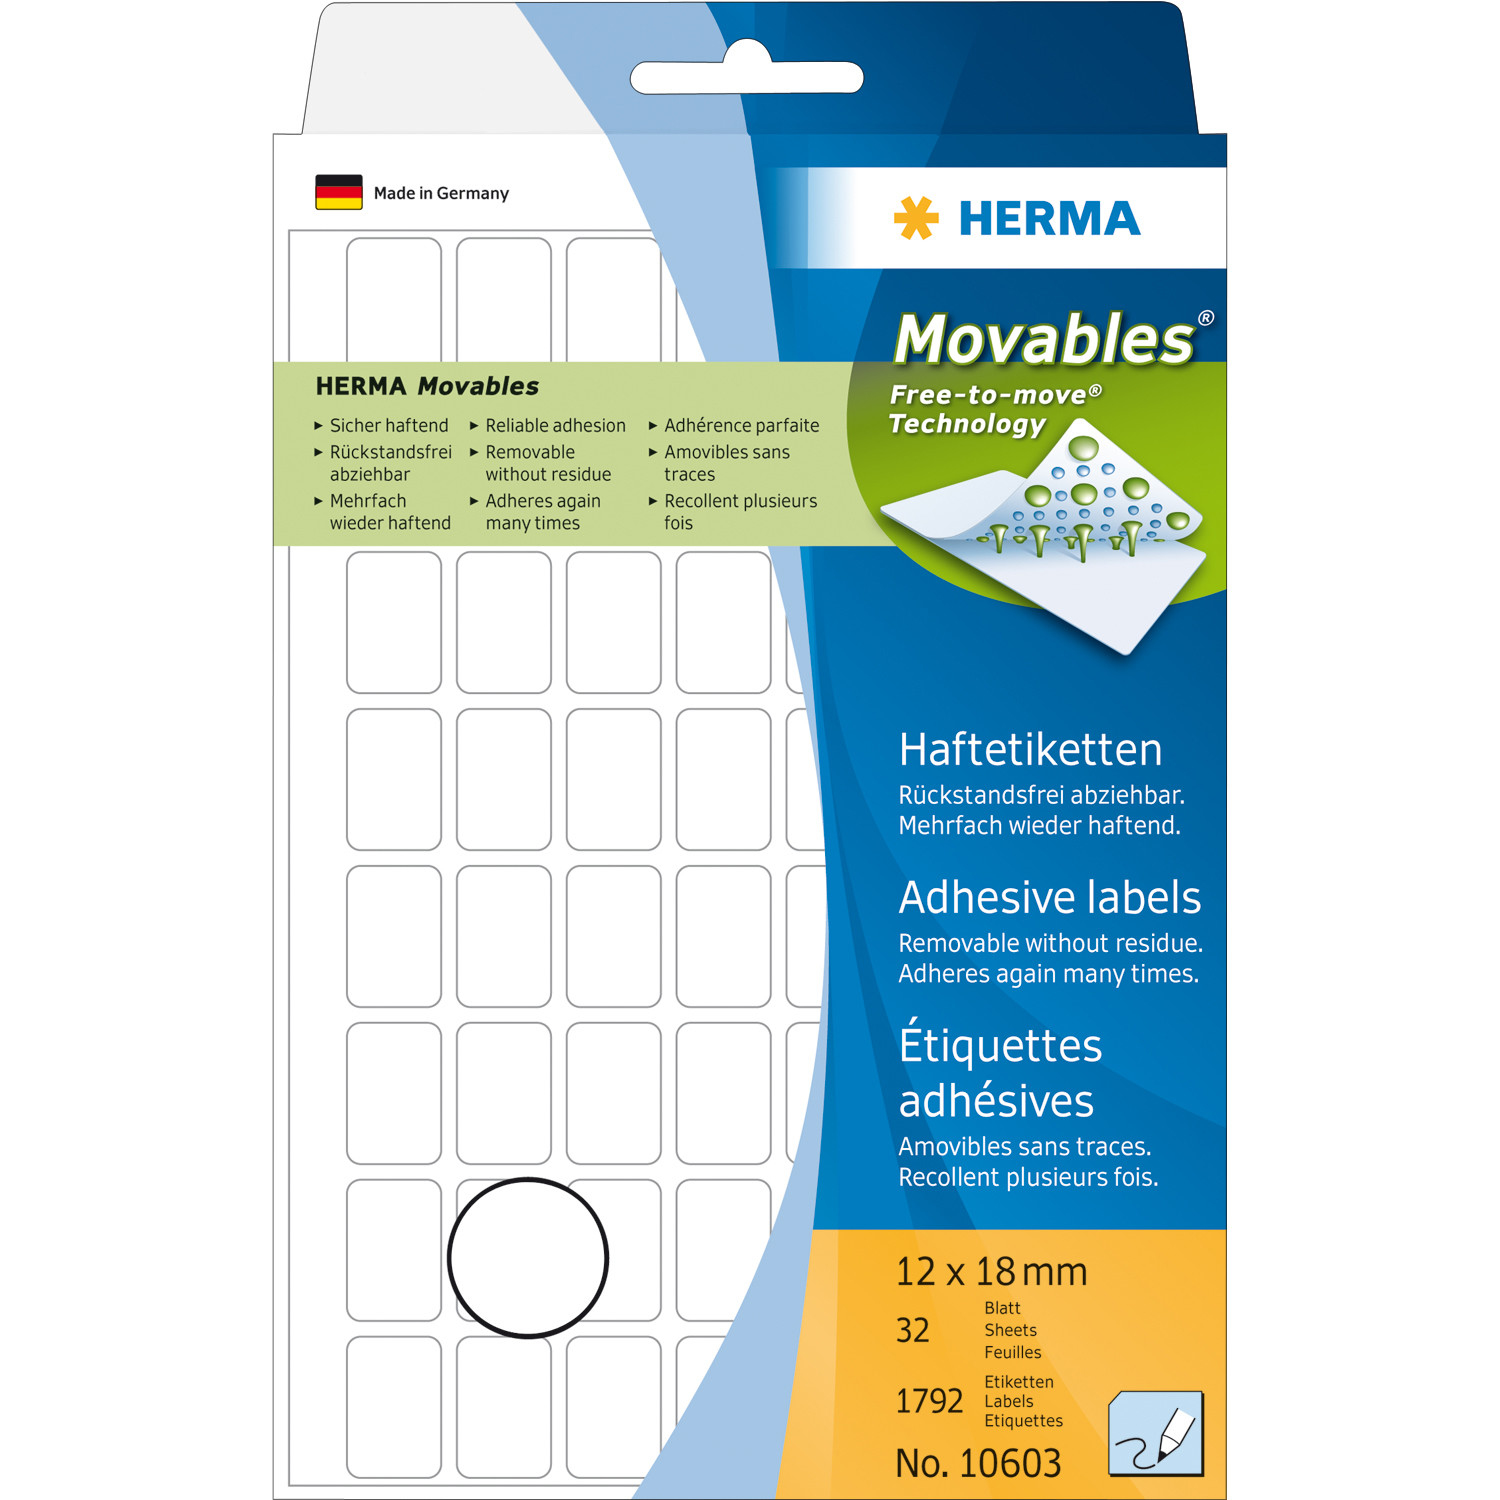 Made in Germany
HERMA
Movables®
Free-to-move®
Technology
HERMA Movables
▸ Sicher haftend
▸ Rückstandsfrei
abziehbar
▸ Mehrfach
wieder haftend
▸ Reliable adhesion
▸ Removable
without residue
▸ Adheres again
many times
▸ Adhérence parfaite
▸ Amovibles sans
traces
▸ Recollent plusieurs
fois
Haftetiketten
Rückstandsfrei abziehbar.
Mehrfach wieder haftend.
Adhesive labels
Removable without residue.
Adheres again many times.
Étiquettes
adhésives
Amovibles sans traces.
Recollent plusieurs fois.
12 x 18 mm
32
Blatt
Sheets
Feuilles
1792
Etiketten
Labels
Etiquettes
No. 10603